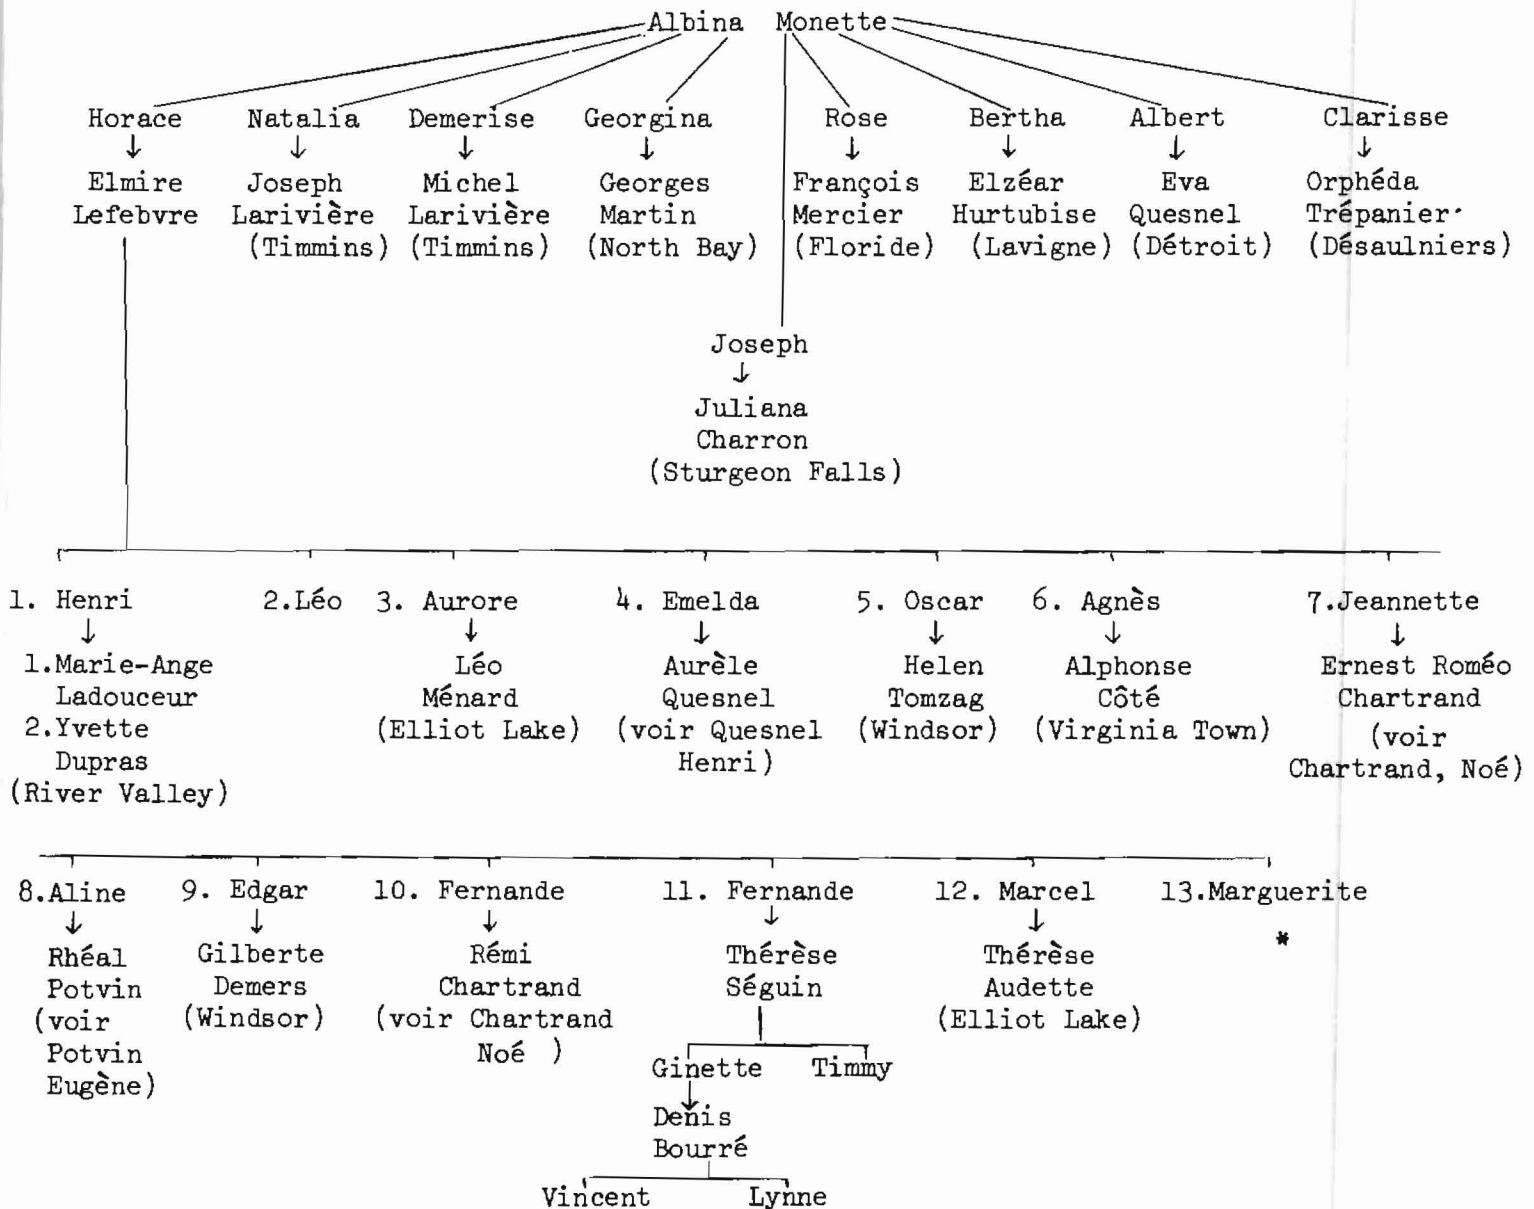 Albina Monette
Horace Natalia Demerise Georgina Rose Bertha Albert Clarisse
↓ ↓ ↓ ↓ ↓ ↓ ↓ ↓
Elmire Joseph Michel Georges François Elzéar Eva Orphéda
Lefebvre Larivière Larivière Martin Mercier Hurtubise Quesnel Trépanier
(Timmins) (Timmins) (North Bay) (Floride) (Lavigne) (Détroit) (Désaulniers)
Joseph
↓
Juliana
Charron
(Sturgeon Falls)
1. Henri 2.Léo 3. Aurore 4. Emelda 5. Oscar 6. Agnès 7.Jeannette
↓ ↓ ↓ ↓ ↓ ↓
1.Marie-Ange Léo Aurèle Helen Alphonse Ernest Roméo
Ladouceur Ménard Quesnel Tomzag Côté Chartrand
2.Yvette (Elliot Lake) (voir Quesnel (Windsor) (Virginia Town) (voir
Dupras Henri) Chartrand, Noé)
(River Valley)
8.Aline 9. Edgar 10. Fernande 11. Fernande 12. Marcel 13.Marguerite
↓ ↓ ↓ ↓ ↓ *
Rhéal Gilberte Rémi Thérèse Thérèse
Potvin Demers Chartrand Séguin Audette
(voir (Windsor) (voir Chartrand (Elliot Lake)
Potvin Noé )
Eugène) Ginette Timmy
Denis
Bourré
Vincent Lynne